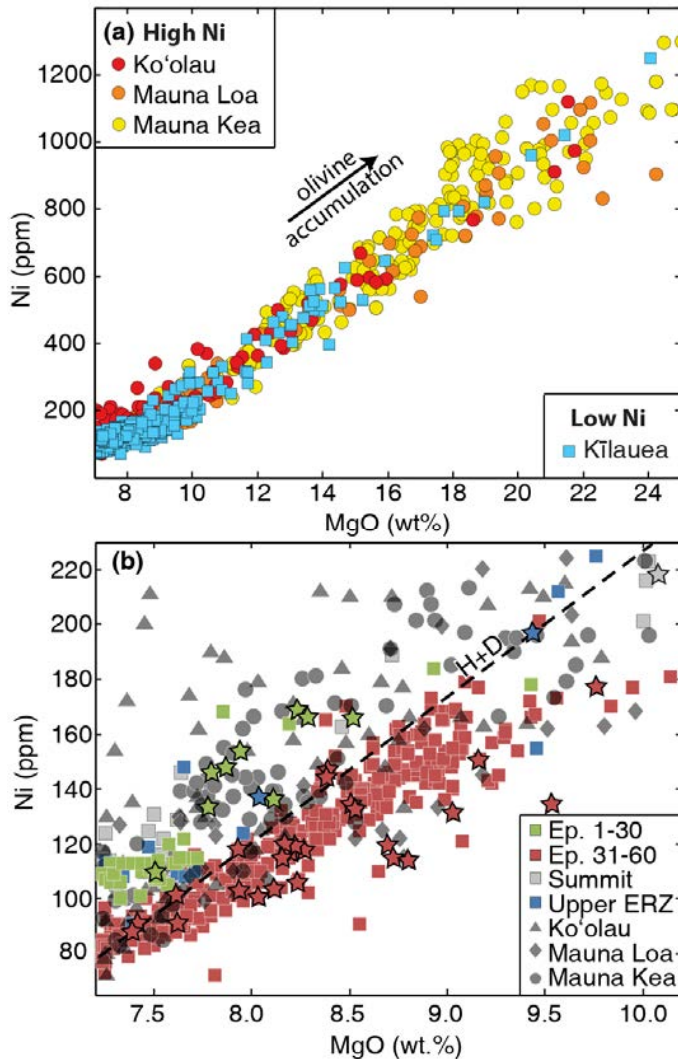 (a) High Ni
Ko‘olau
Mauna Loa
Mauna Kea
olivine
accumulation
1200
1000
800
600
400
200
Ni (ppm)
Low Ni
Kīlauea
8 10 12 14 16 18 20 22 24
MgO (wt%)
(b)
H+D
220
200
180
160
140
120
100
80
Ni (ppm)
Ep. 1-30
Ep. 31-60
Summit
Upper ERZ
Ko‘olau
Mauna Loa
Mauna Kea
7.5 8.0 8.5 9.0 9.5 10.0
MgO (wt.%)